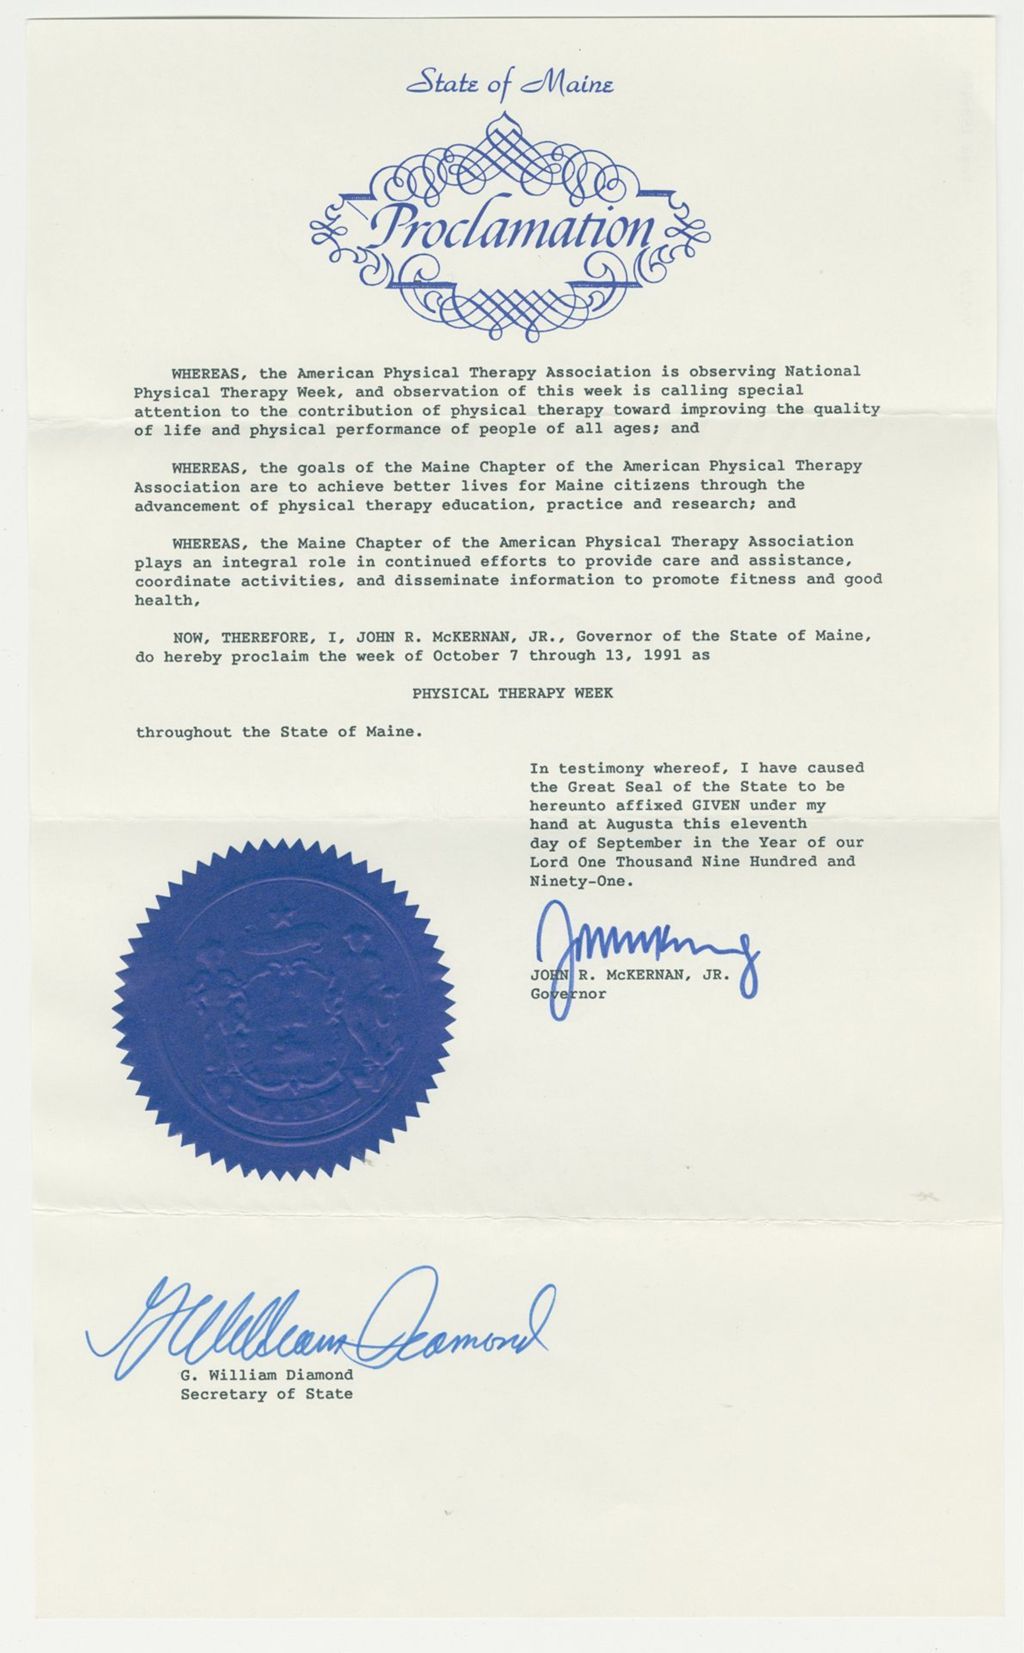 State of Maine
Proclamation
WHEREAS, the American Physical Therapy Association is observing National
Physical Therapy Week, and observation of this week is calling special
attention to the contribution of physical therapy toward improving the quality
of life and physical performance of people of all ages; and
WHEREAS, the goals of the Maine Chapter of the American Physical Therapy
Association are to achieve better lives for Maine citizens through the
advancement of physical therapy education, practice and research; and
WHEREAS, the Maine Chapter of the American Physical Therapy Association
plays an integral role in continued efforts to provide care and assistance,
coordinate activities, and disseminate information to promote fitness and good
health,
NOW, THEREFORE, I, JOHN R. McKERNAN, JR., Governor of the State of Maine,
do hereby proclaim the week of October 7 through 13, 1991 as
PHYSICAL THERAPY WEEK
throughout the State of Maine.
In testimony whereof, I have caused
the Great Seal of the State to be
hereunto affixed GIVEN under my
hand at Augusta this eleventh
day of September in the Year of our
Lord One Thousand Nine Hundred and
Ninety-One.
JOHN R. McKERNAN, JR.
Governor
G William Diamond
G. William Diamond
Secretary of State